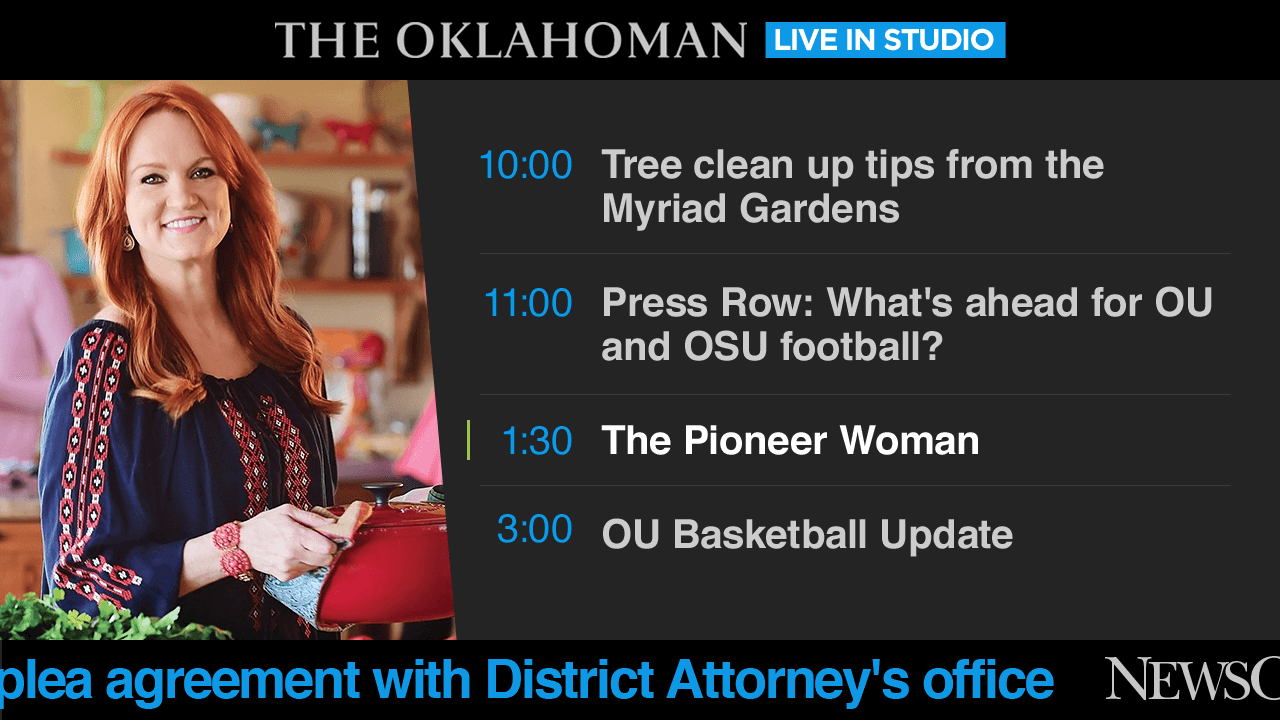 THE OKLAHOMAN LIVE IN STUDIO
10:00 Tree clean up tips from the
Myriad Gardens
11:00 Press Row: What's ahead for OU
and OSU football?
1:30 The Pioneer Woman
3:00 OU Basketball Update
plea agreement with District Attorney's office NEWSO